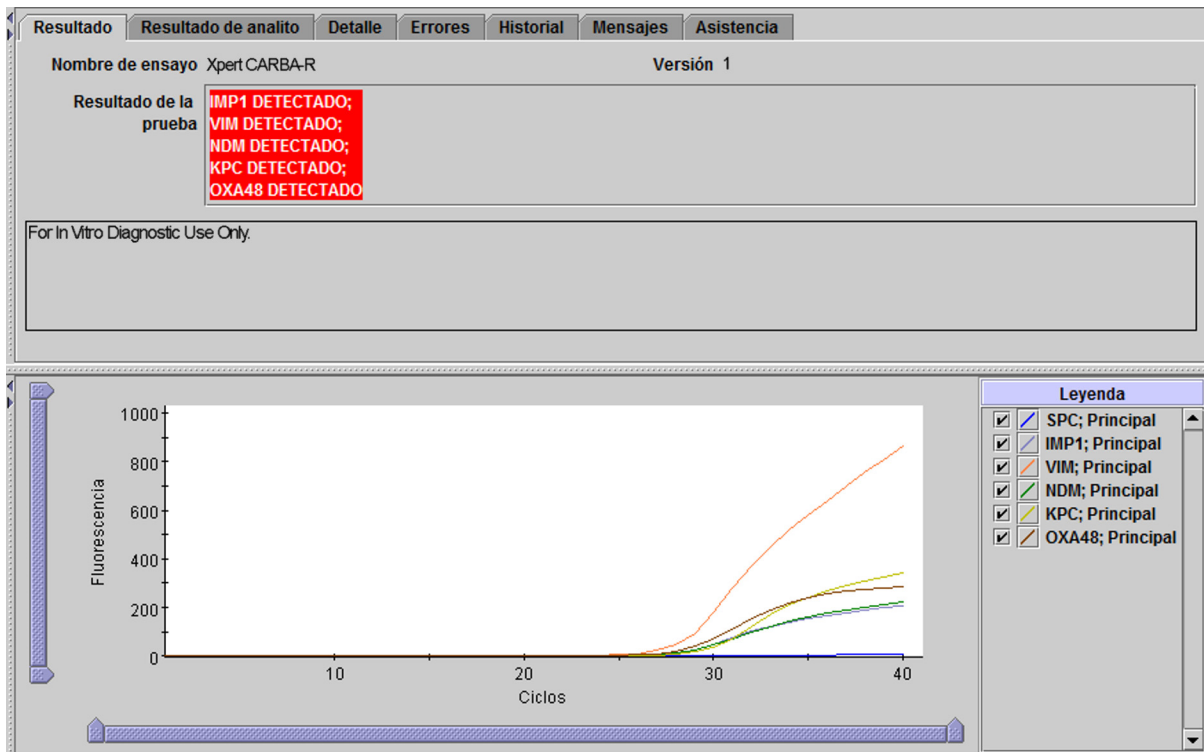 Resultado Resultado de analito Detalle Errores Historial Mensajes Asistencia
Nombre de ensayo Xpert CARBA-R Versión 1
Resultado de la prueba
IMP1 DETECTADO;
VIM DETECTADO;
NDM DETECTADO;
KPC DETECTADO;
OXA48 DETECTADO
For In Vitro Diagnostic Use Only.
Fluorescencia
1000
800
600
400
200
0
10 20 30 40
Ciclos
Leyenda
SPC; Principal
IMP1; Principal
VIM; Principal
NDM; Principal
KPC; Principal
OXA48; Principal